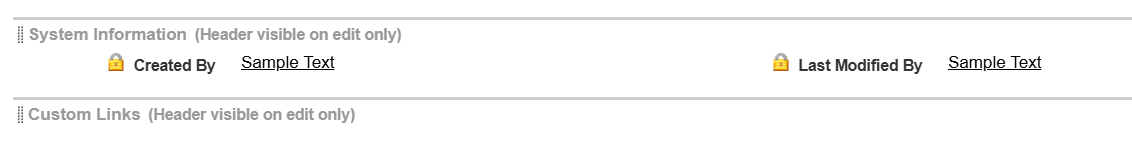 System Information (Header visible on edit only)
Created By Sample Text Last Modified By Sample Text
Custom Links (Header visible on edit only)